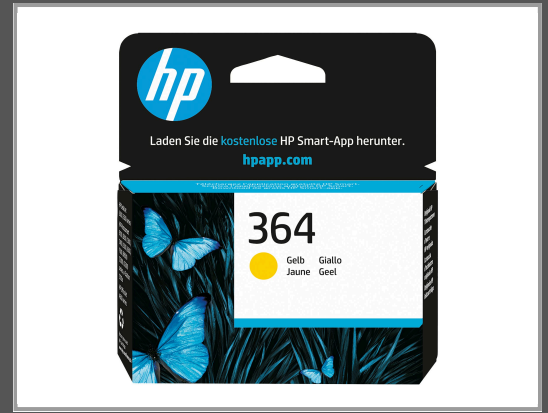 hp
Laden Sie die kostenlose HP Smart-App herunter.
hpapp.com
364
Gelb Giallo
Jaune Geel